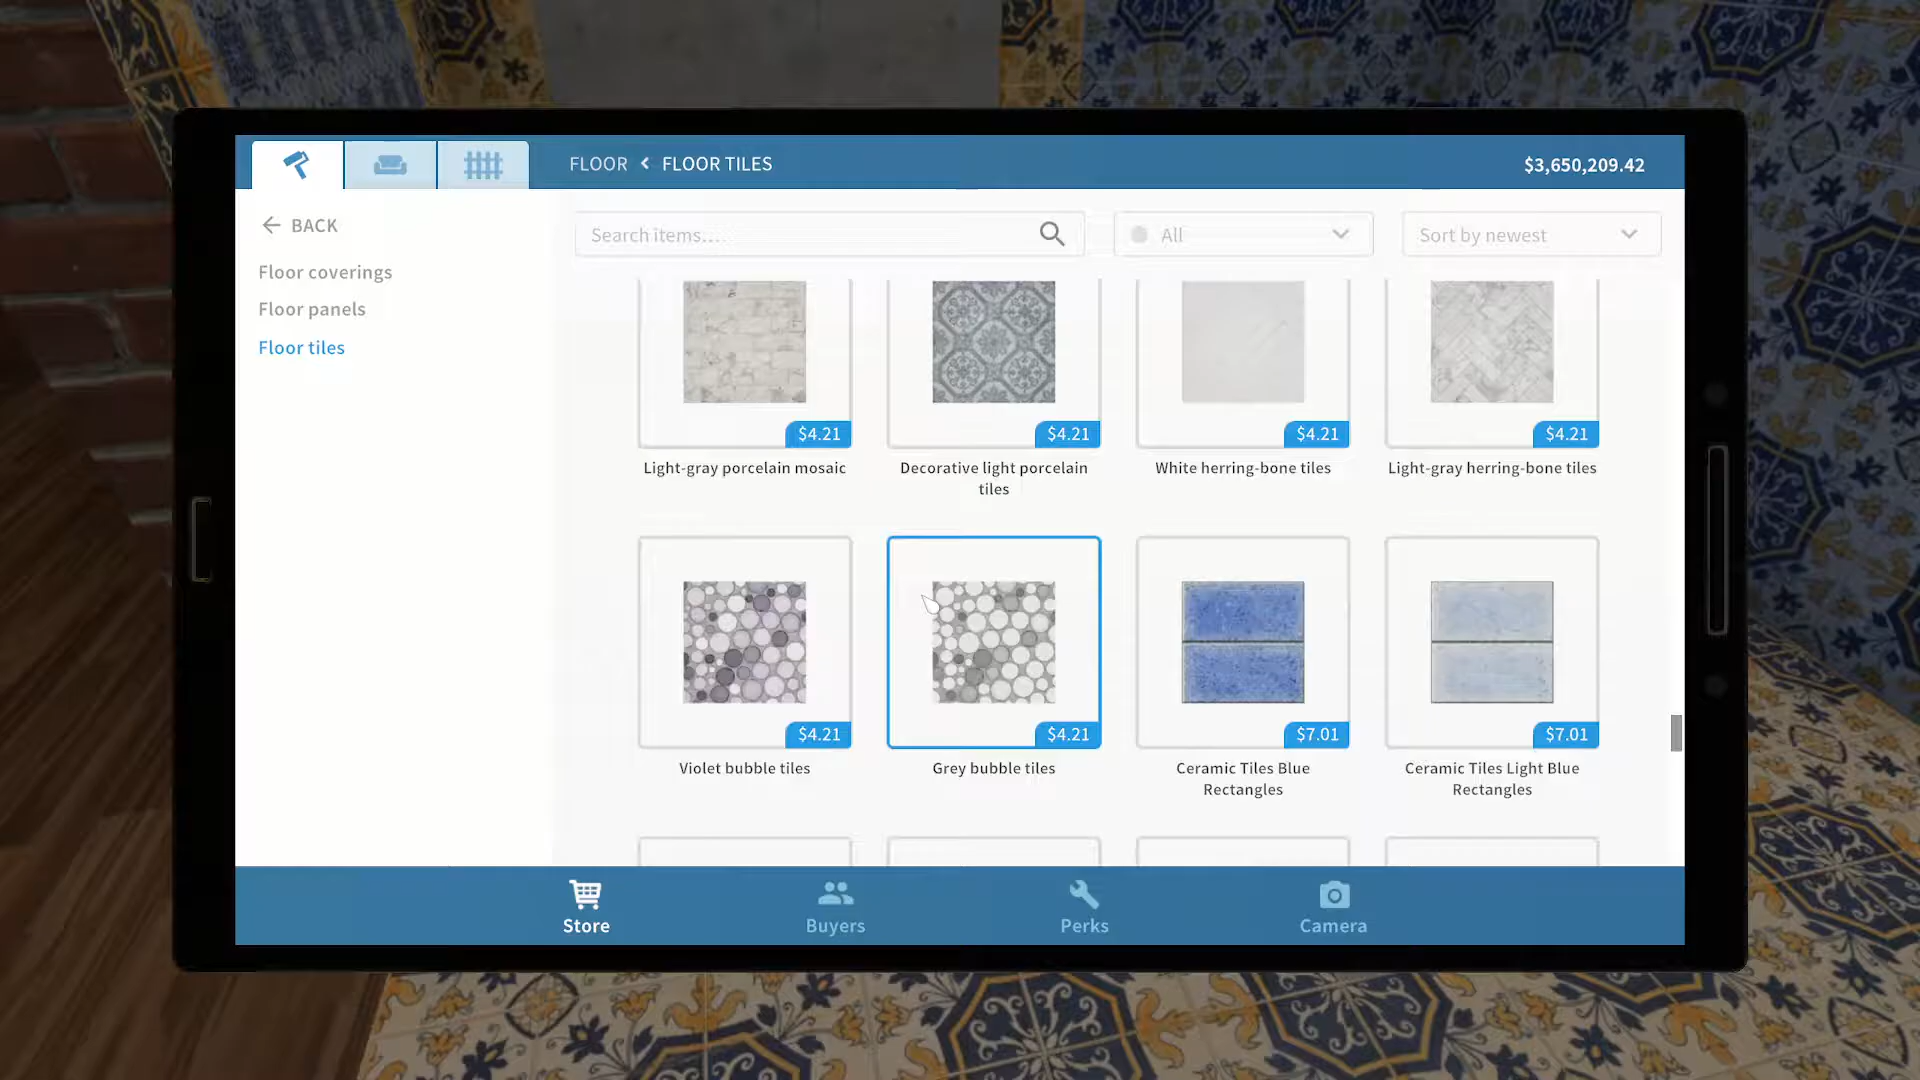 FLOOR < FLOOR TILES
$3,650,209.42
BACK
Floor coverings
Floor panels
Floor tiles
Search items.....
All
Sort by newest
$4.21
$4.21
$4.21
$4.21
Light-gray porcelain mosaic
Decorative light porcelain
tiles
White herring-bone tiles
Light-gray herring-bone tiles
$4.21
$4.21
$7.01
$7.01
Violet bubble tiles
Grey bubble tiles
Ceramic Tiles Blue
Rectangles
Ceramic Tiles Light Blue
Rectangles
Store
Buyers
Perks
Camera